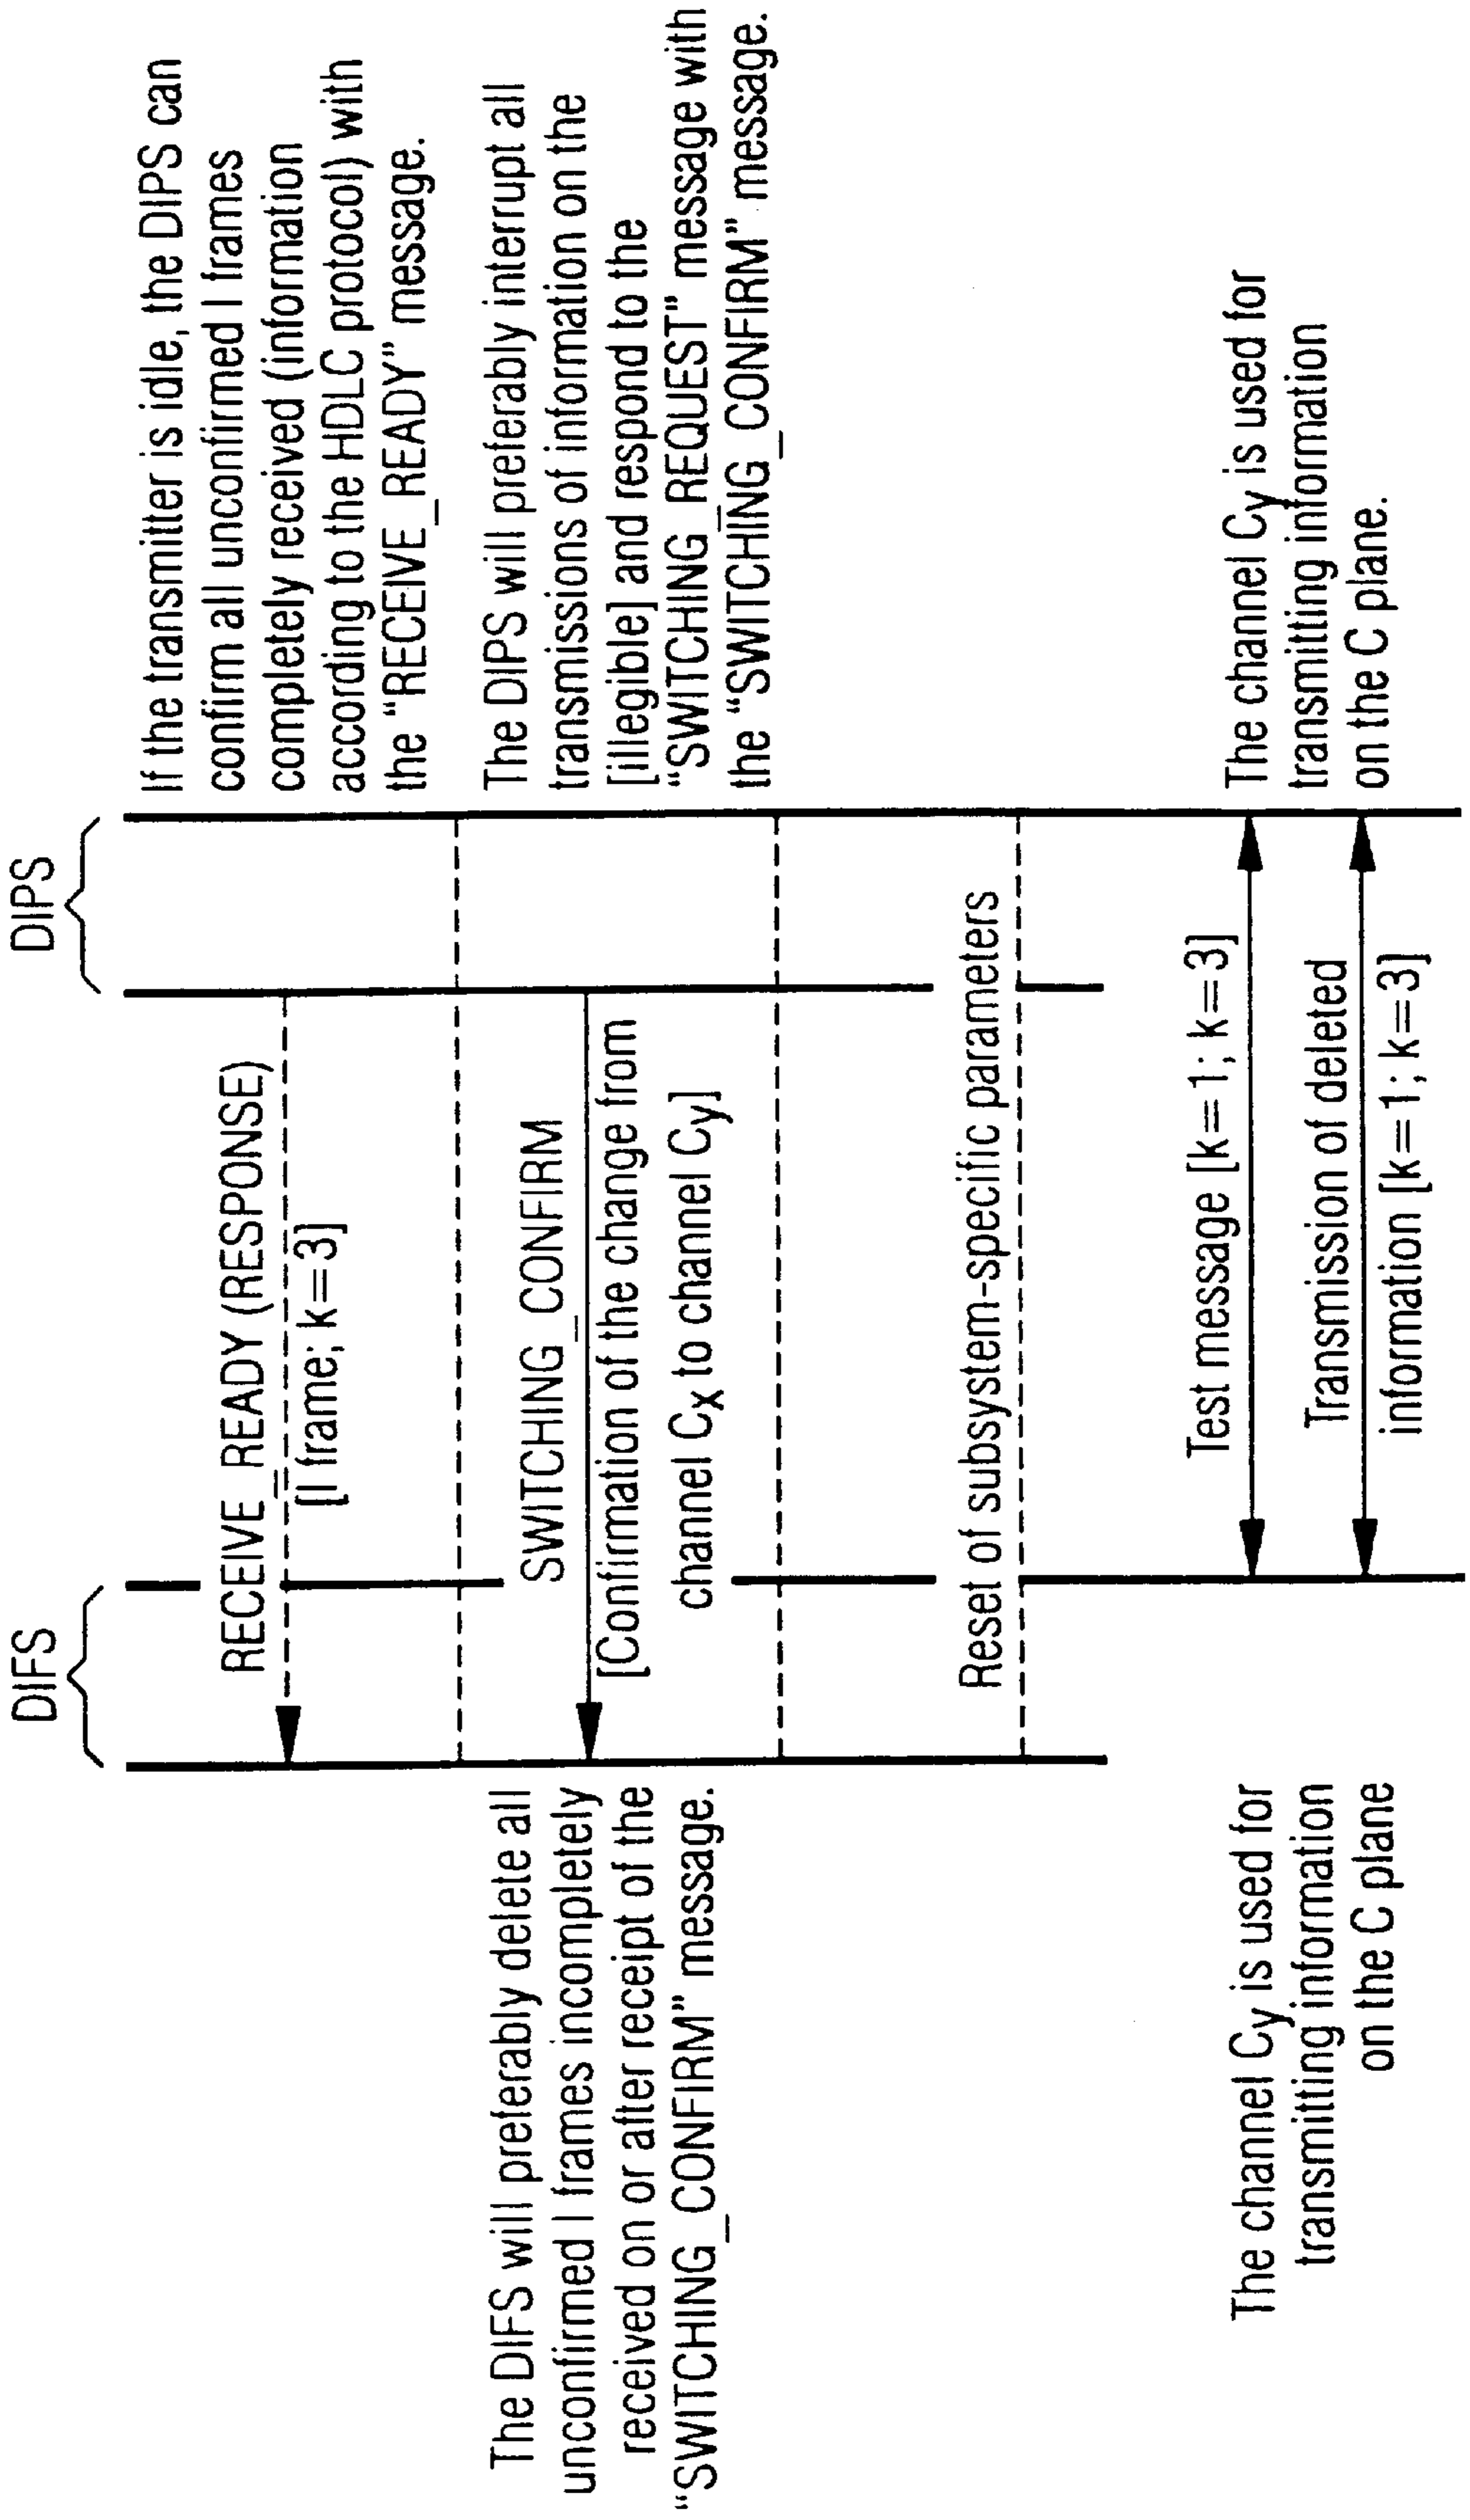 DIFS
DIPS
RECEIVE_READY (RESPONSE)
[I frame; k=3]
If the transmitter is idle, the DIPS can
confirm all unconfirmed I frames
completely received (information
according to the HDLC protocol) with
the "RECEIVE_READY" message.
The DIFS will preferably delete all
unconfirmed I frames incompletely
received on or after receipt of the
"SWITCHING_CONFIRM" message.
SWITCHING_CONFIRM
[Confirmation of the change from
channel Cx to channel Cy]
The DIPS will preferably interrupt all
transmissions of information on the
[illegible] and respond to the
"SWITCHING_REQUEST" message with
the "SWITCHING_CONFIRM" message.
Reset of subsystem-specific parameters
The channel Cy is used for
transmitting information
on the C plane
Test message [k=1; k=3]
Transmission of deleted
information [k=1; k=3]
The channel Cy is used for
transmitting information
on the C plane.